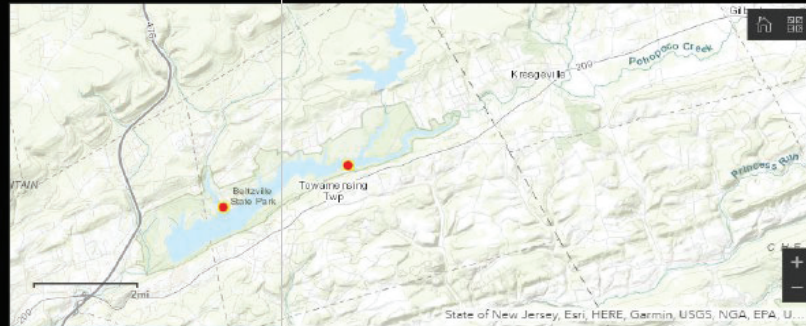 476
209
Kresgeville
Pohopoco Creek
Princess Run
Beltzville
State Park
Towamensing
Twp
2mi
209
+
−
State of New Jersey, Esri, HERE, Garmin, USGS, NGA, EPA, U...